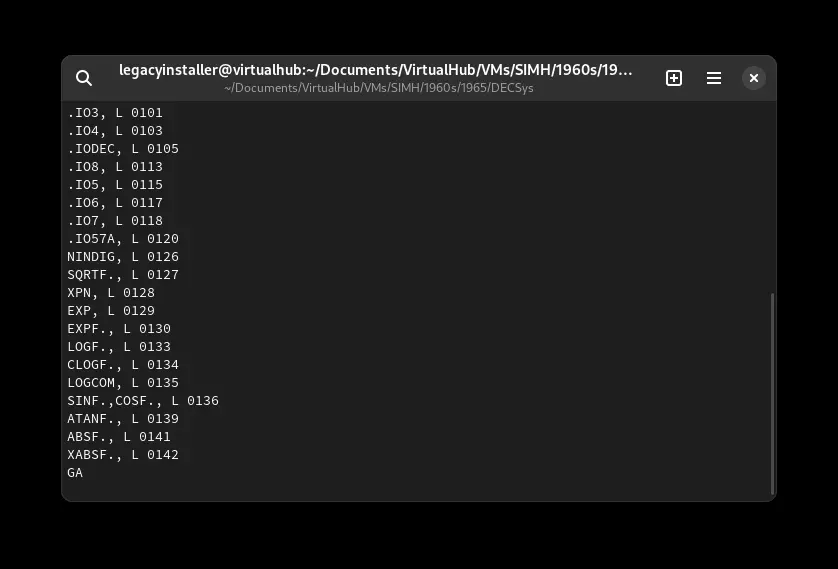 legacyinstaller@virtualhub:~/Documents/VirtualHub/VMs/SIMH/1960s/19…
~/Documents/VirtualHub/VMs/SIMH/1960s/1965/DECSys
.IO3, L 0101
.IO4, L 0103
.IODEC, L 0105
.IO8, L 0113
.IO5, L 0115
.IO6, L 0117
.IO7, L 0118
.IO57A, L 0120
NINDIG, L 0126
SQRTF., L 0127
XPN, L 0128
EXP, L 0129
EXPF., L 0130
LOGF., L 0133
CLOGF., L 0134
LOGCOM, L 0135
SINF.,COSF., L 0136
ATANF., L 0139
ABSF., L 0141
XABSF., L 0142
GA